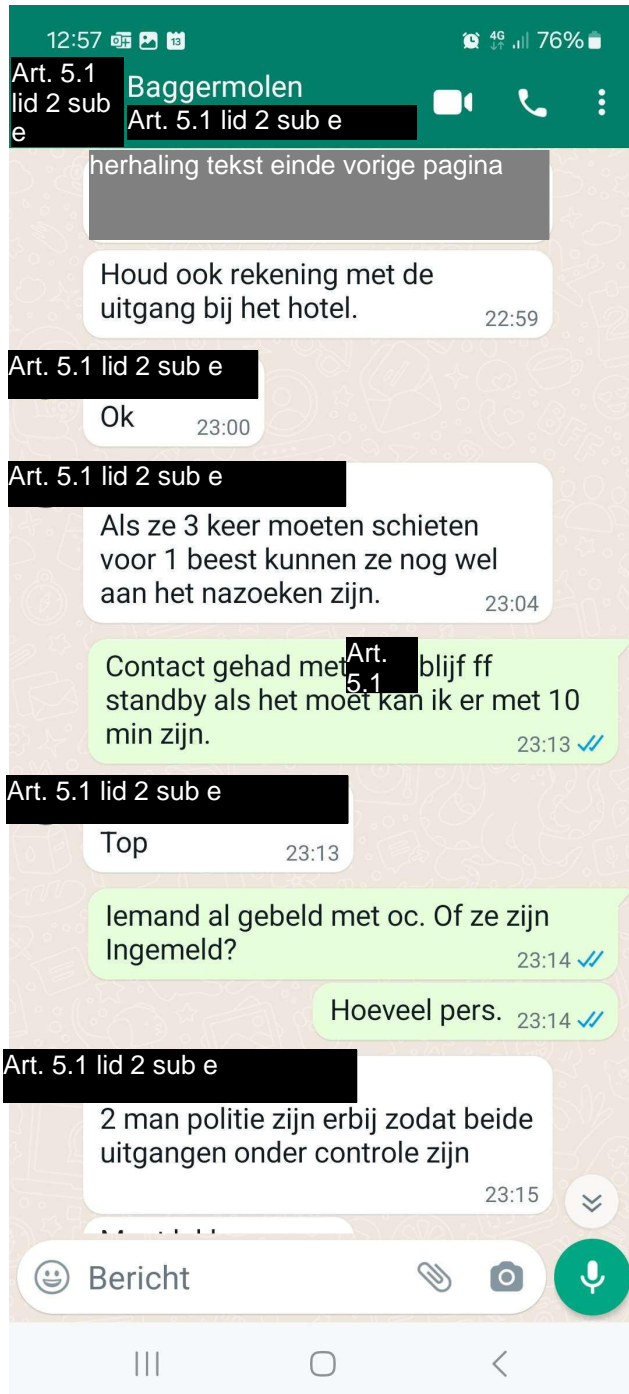 12:57
13
4G
76%
Art. 5.1
lid 2 sub
e
Baggermolen
Art. 5.1 lid 2 sub e
herhaling tekst einde vorige pagina
Houd ook rekening met de
uitgang bij het hotel.
22:59
Art. 5.1 lid 2 sub e
Ok
23:00
Art. 5.1 lid 2 sub e
Als ze 3 keer moeten schieten
voor 1 beest kunnen ze nog wel
aan het nazoeken zijn.
23:04
Contact gehad met Art. 5.1 blijf ff
standby als het moet kan ik er met 10
min zijn.
23:13
Art. 5.1 lid 2 sub e
Top
23:13
Iemand al gebeld met oc. Of ze zijn
Ingemeld?
23:14
Hoeveel pers.
23:14
Art. 5.1 lid 2 sub e
2 man politie zijn erbij zodat beide
uitgangen onder controle zijn
23:15
Bericht